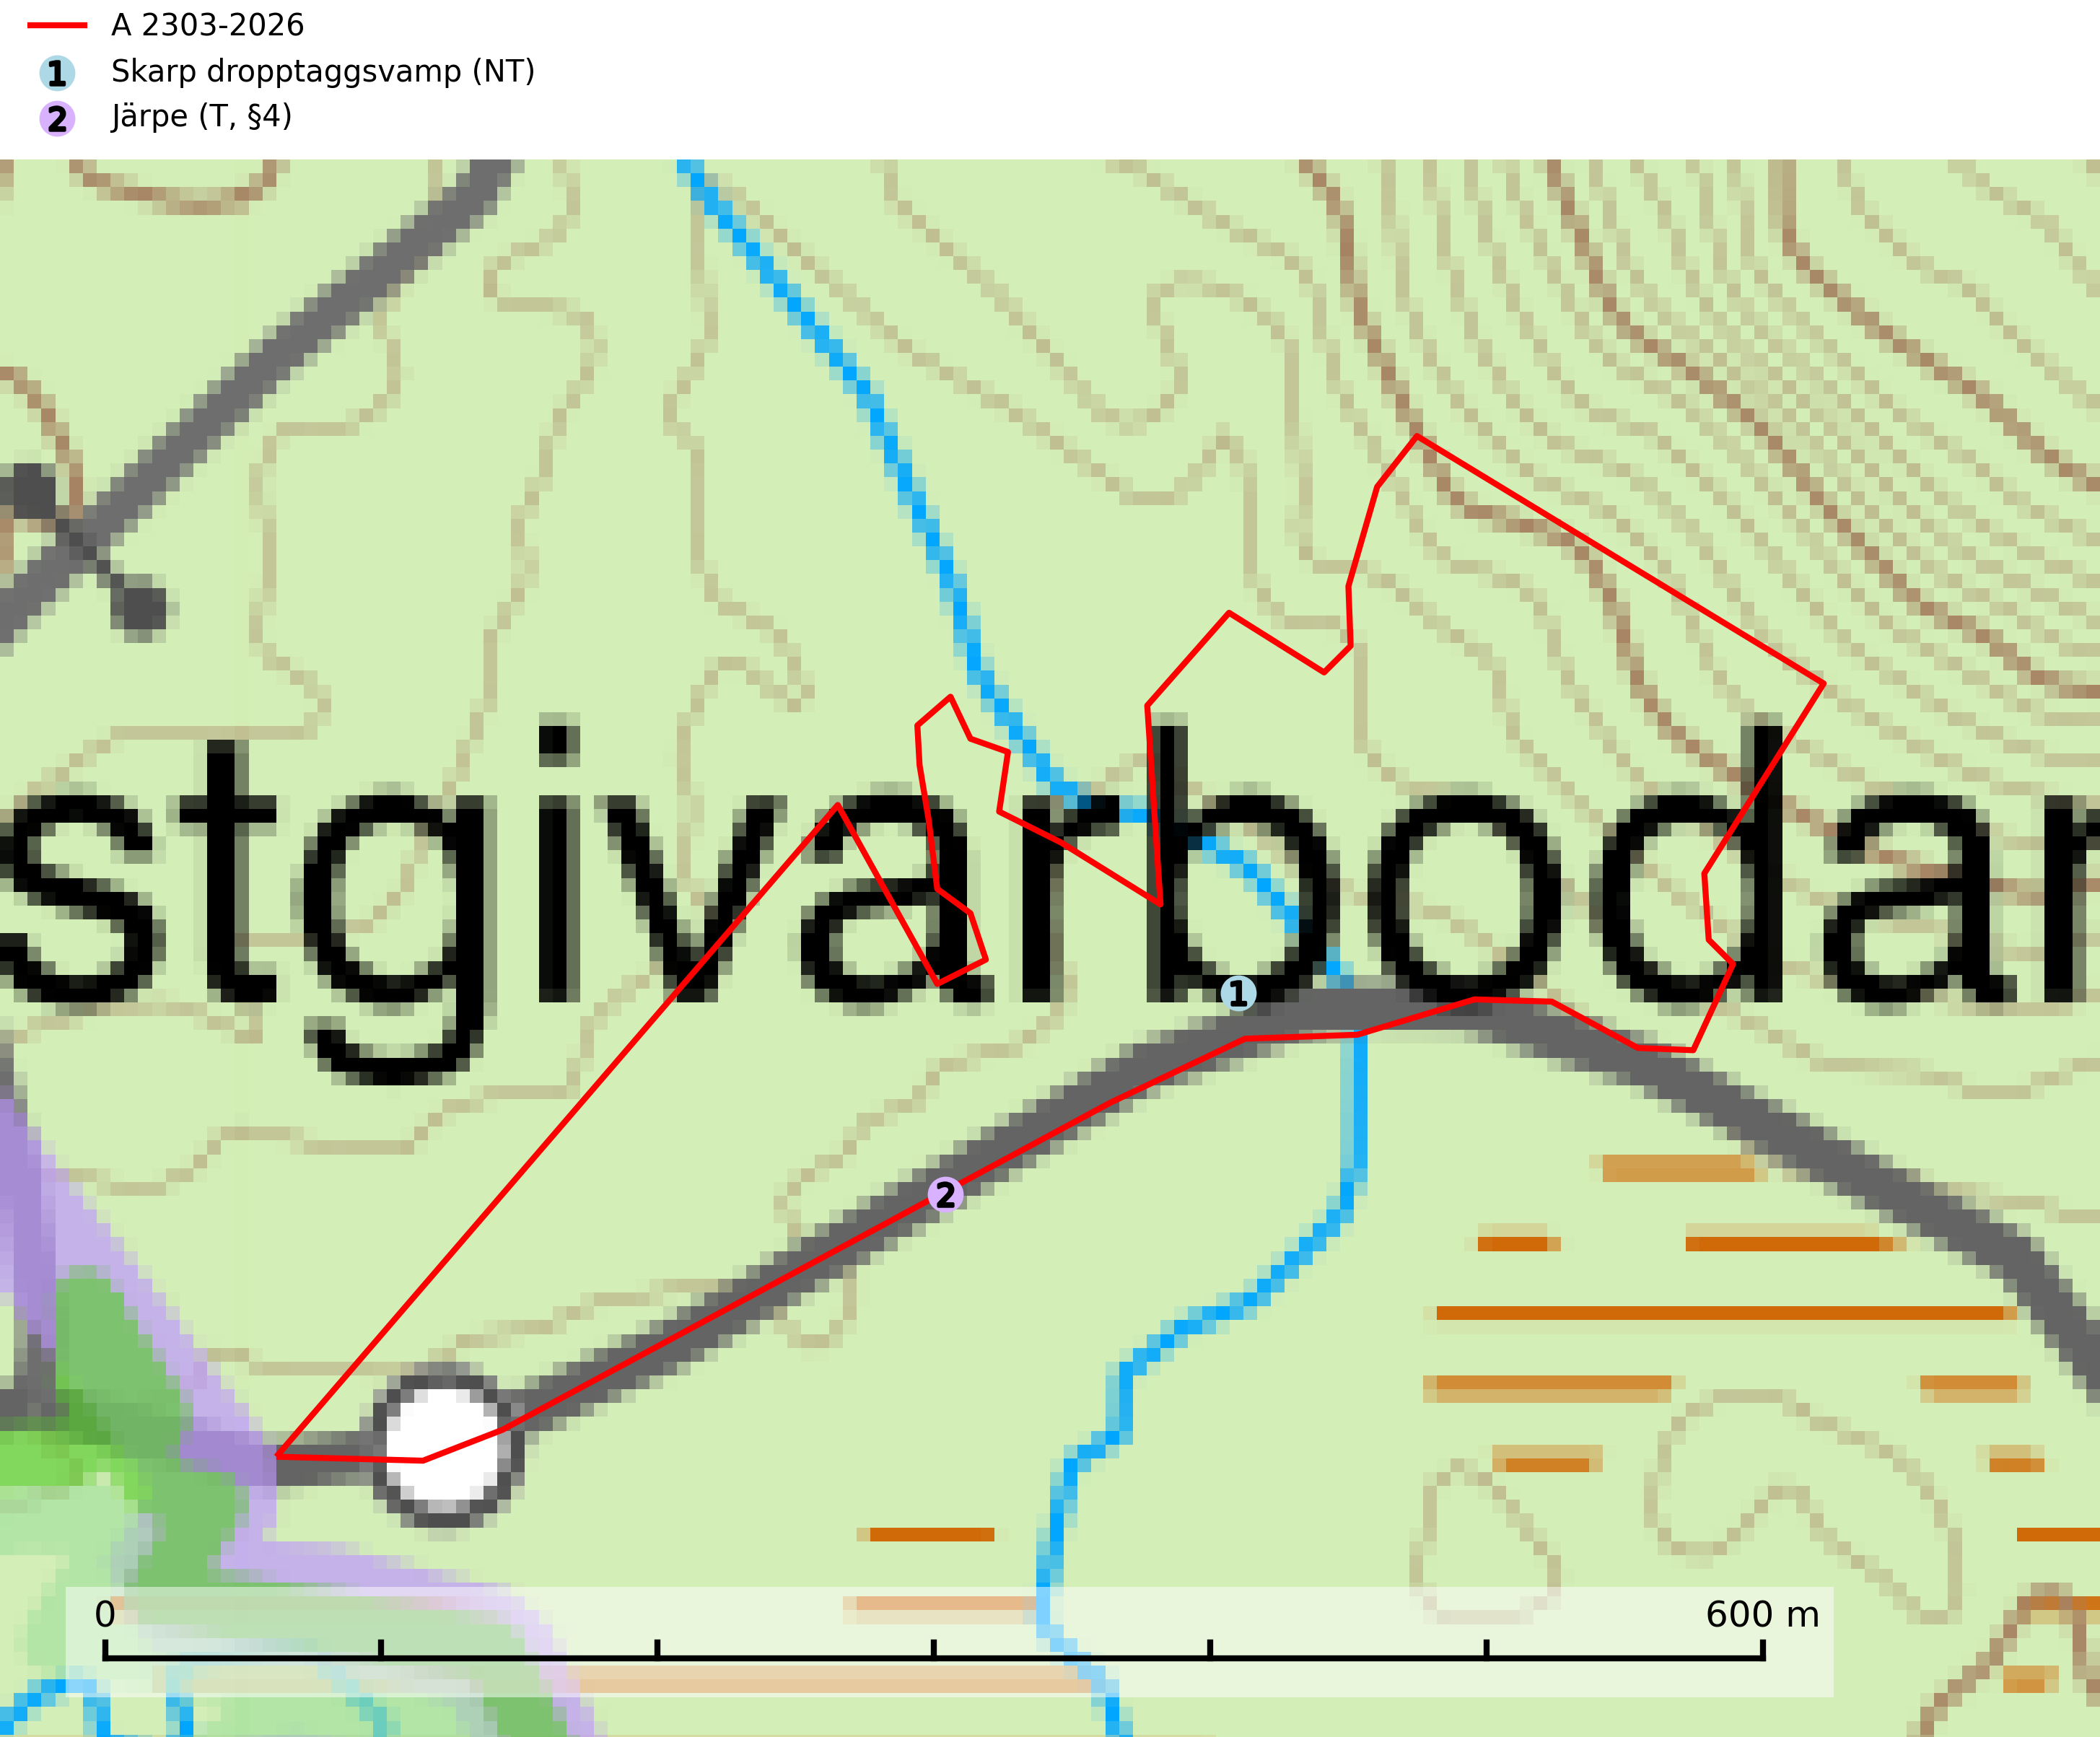 A 2303-2026
1 Skarp dropptaggsvamp (NT)
2 Järpe (T, §4)
stgivarbodar
1
2
0 600 m